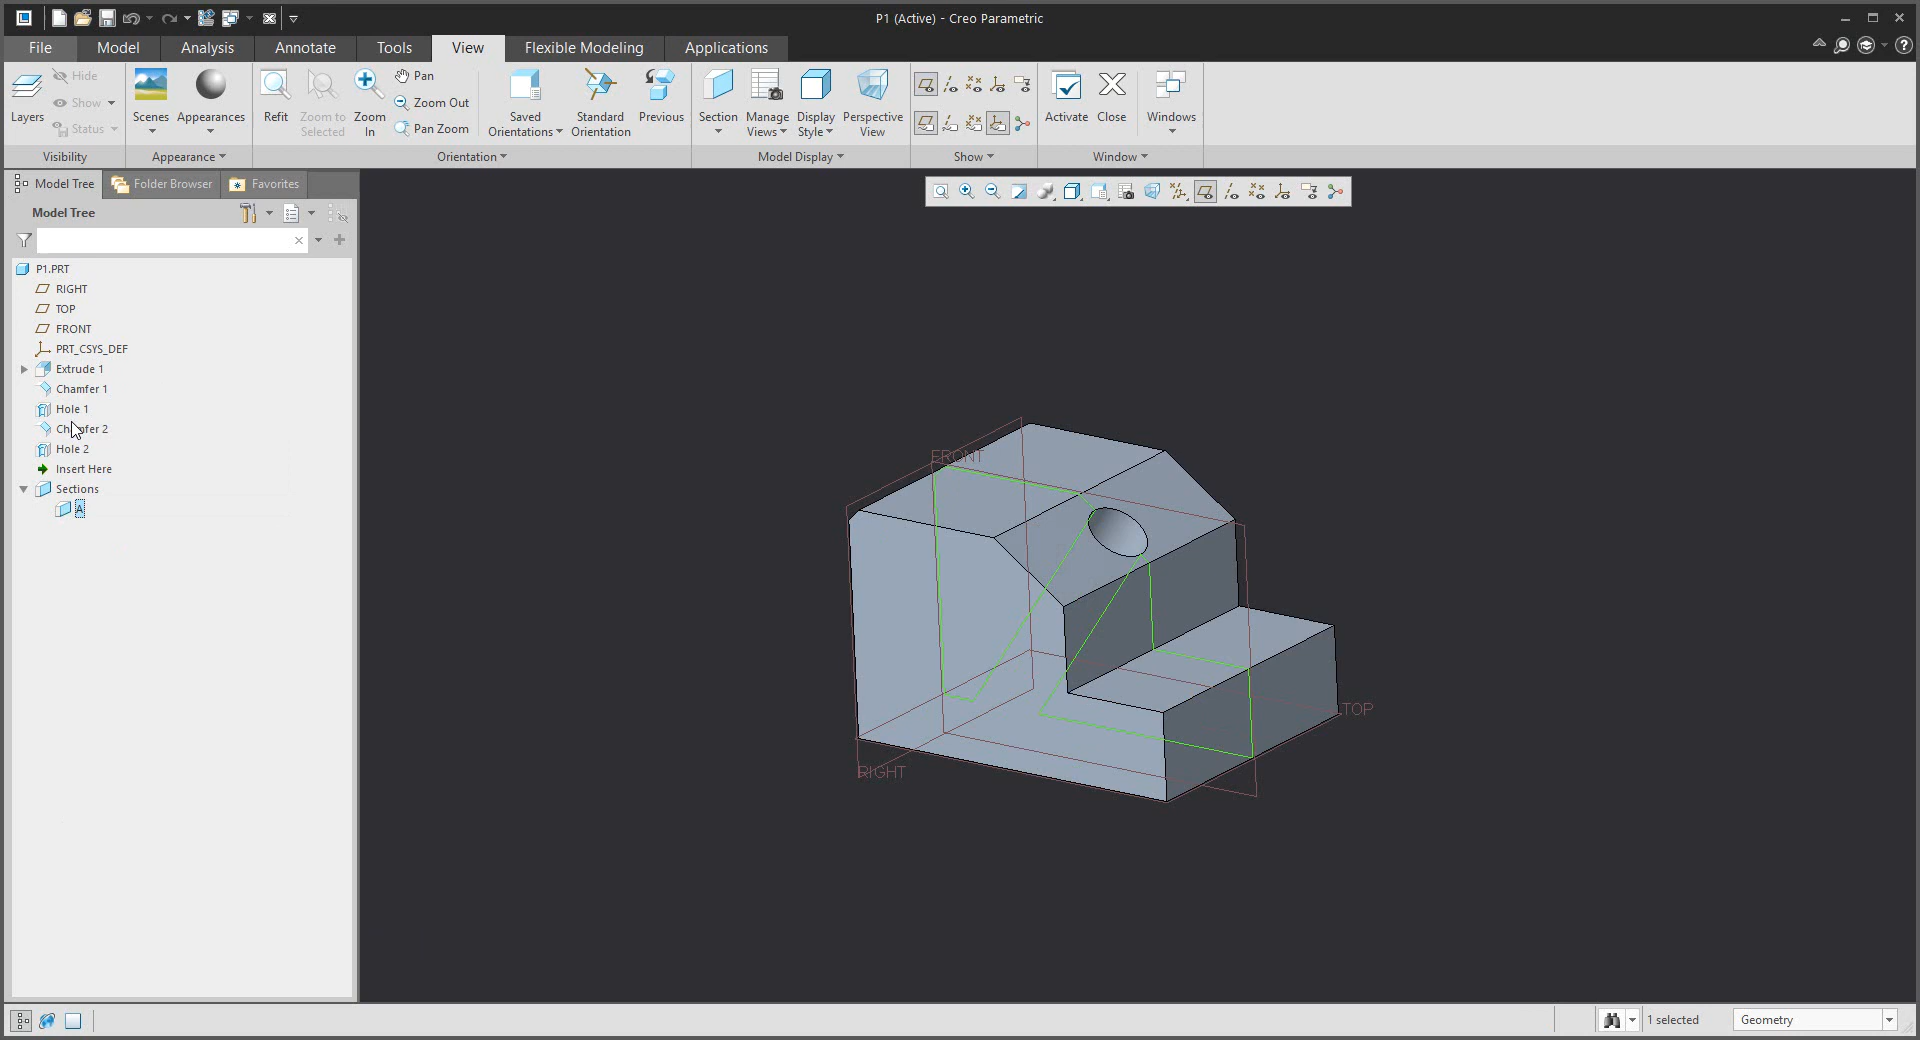 P1 (Active) - Creo Parametric
File Model Analysis Annotate Tools View Flexible Modeling Applications
Layers
Hide
Show
Status
Visibility
Scenes
Appearances
Appearance
Refit
Zoom to Selected
Zoom In
Pan
Zoom Out
Pan Zoom
Saved Orientations
Standard Orientation
Previous
Orientation
Section
Manage Views
Display Style
Perspective View
Model Display
Show
Activate
Close
Windows
Window
Model Tree Folder Browser Favorites
Model Tree
P1.PRT
RIGHT
TOP
FRONT
PRT_CSYS_DEF
Extrude 1
Chamfer 1
Hole 1
Chamfer 2
Hole 2
Insert Here
Sections
A
FRONT
TOP
RIGHT
1 selected
Geometry